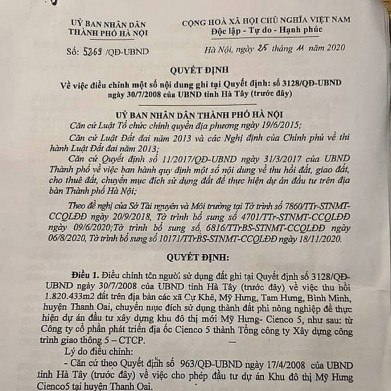 ỦY BAN NHÂN DÂN
THÀNH PHỐ HÀ NỘI
CỘNG HOÀ XÃ HỘI CHỦ NGHĨA VIỆT NAM
Độc lập - Tự do - Hạnh phúc
Số: 5269 /QĐ-UBND
Hà Nội, ngày 25 tháng 11 năm 2020
QUYẾT ĐỊNH
Về việc điều chỉnh một số nội dung ghi tại Quyết định: số 3128/QĐ-UBND
ngày 30/7/2008 của UBND tỉnh Hà Tây (trước đây)
UỶ BAN NHÂN DÂN THÀNH PHỐ HÀ NỘI
Căn cứ Luật Tổ chức chính quyền địa phương ngày 19/6/2015;
Căn cứ Luật Đất đai năm 2013 và các Nghị định của Chính phủ về thi
hành Luật Đất đai năm 2013;
Căn cứ Quyết định số 11/2017/QĐ-UBND ngày 31/3/2017 của UBND
Thành phố về việc ban hành quy định một số nội dung về thu hồi đất, giao đất,
cho thuê đất, chuyển mục đích sử dụng đất để thực hiện dự án đầu tư trên địa
bàn Thành phố Hà Nội;
Theo đề nghị của Sở Tài nguyên và Môi trường tại Tờ trình số 7860/TTr-STNMT-
CCQLĐĐ ngày 20/9/2018, Tờ trình bổ sung số 4701/TTr-STNMT-CCQLĐĐ
ngày 09/6/2020;Tờ trình bổ sung số 6816/TTrBS-STNMT-CCQLĐĐ ngày
06/8/2020, Tờ trình bổ sung số 10171/TTrBS-STNMT-CCQLĐĐ ngày 18/11/2020.
QUYẾT ĐỊNH:
Điều 1. Điều chỉnh tên người sử dụng đất ghi tại Quyết định số 3128/QĐ-
UBND ngày 30/7/2008 của UBND tỉnh Hà Tây (trước đây) về việc thu hồi
1.820.433m2 đất trên địa bàn các xã Cự Khê, Mỹ Hưng, Tam Hưng, Bình Minh,
huyện Thanh Oai, chuyển mục đích sử dụng thành đất phi nông nghiệp để thực
hiện dự án đầu tư xây dựng khu đô thị mới Mỹ Hưng- Cienco 5, như sau: từ
Công ty cổ phần phát triển địa ốc Cienco 5 thành Tổng công ty Xây dựng công
trình giao thông 5 – CTCP.
Lý do điều chỉnh:
- Căn cứ theo Quyết định số 963/QĐ-UBND ngày 17/4/2008 của UBND
tỉnh Hà Tây (trước đây) về việc cho phép đầu tư dự án Khu đô thị Mỹ Hưng
Cienco5 tại huyện Thanh Oai.